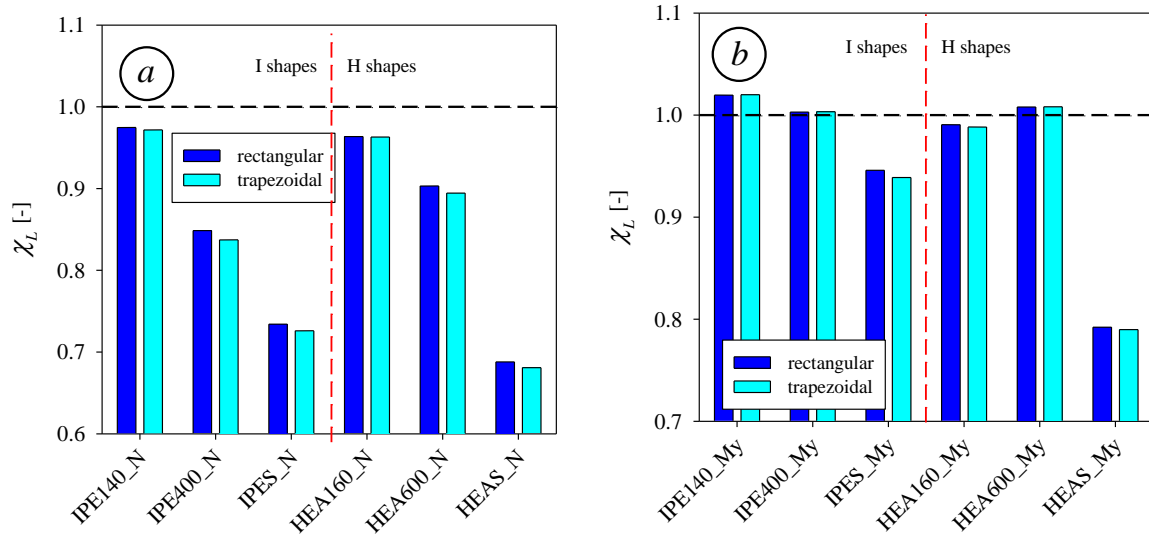 a
I shapes H shapes
1.1
1.0
0.9
0.8
0.7
0.6
χL [-]
rectangular
trapezoidal
IPE140_N
IPE400_N
IPES_N
HEA160_N
HEA600_N
HEAS_N
b
I shapes H shapes
1.1
1.0
0.9
0.8
0.7
χL [-]
rectangular
trapezoidal
IPE140_My
IPE400_My
IPES_My
HEA160_My
HEA600_My
HEAS_My